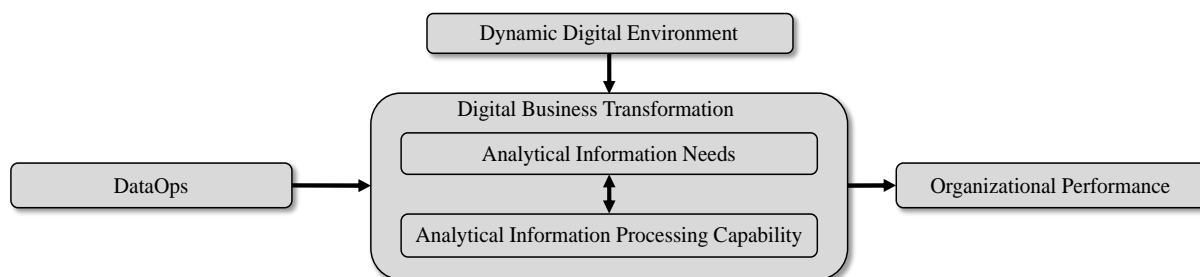 Dynamic Digital Environment
Digital Business Transformation
Analytical Information Needs
DataOps
Organizational Performance
Analytical Information Processing Capability